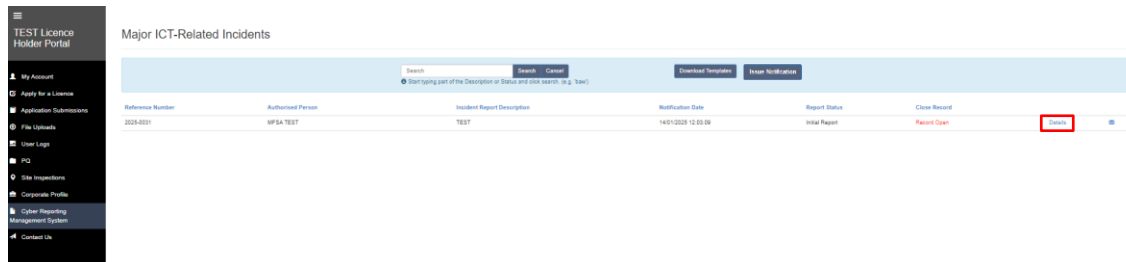 TEST Licence
Holder Portal
Major ICT-Related Incidents
My Account
Apply for a Licence
Application Submissions
File Uploads
User Logs
PQ
Site Inspections
Corporate Profile
Cyber Reporting
Management System
Contact Us
Search Search Cancel Download Templates Issue Notification
Start typing part of the Description or Status and click search. (e.g. 'baw')
Reference Number Authorised Person Incident Report Description Notification Date Report Status Close Record
2025-0031 MFSA TEST TEST 14/01/2025 12:03:09 Initial Report Record Open Details